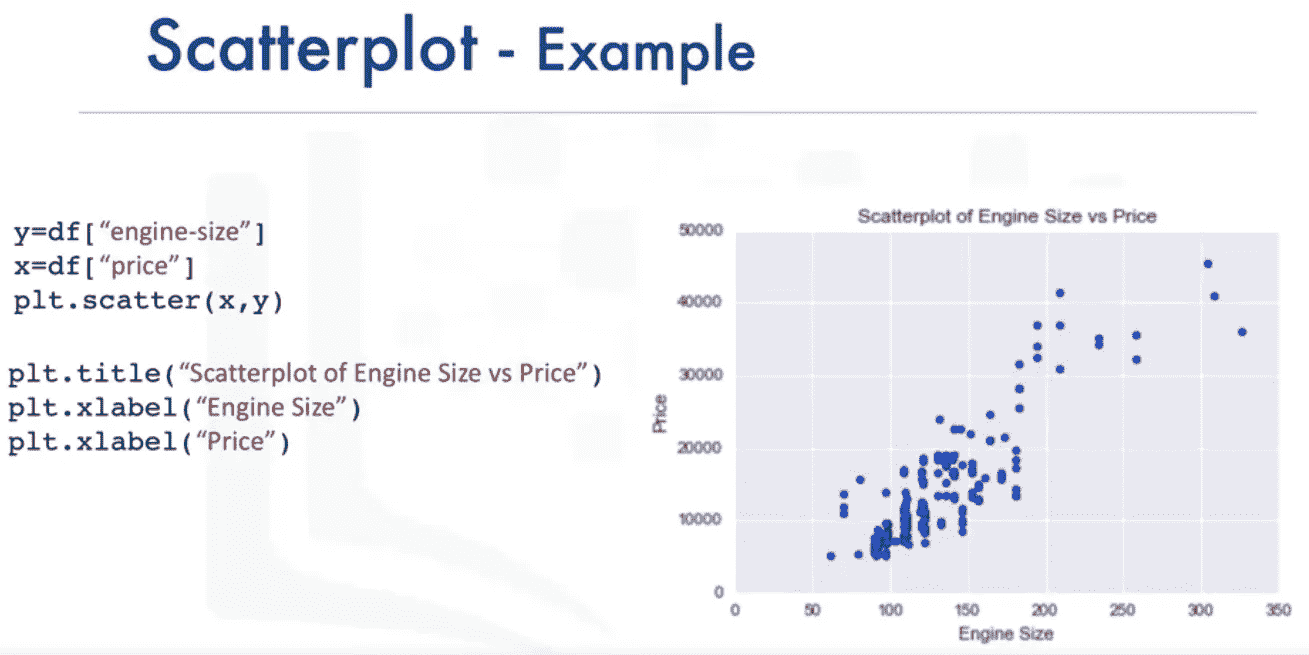 Scatterplot - Example
y=df[“engine-size”]
x=df[“price”]
plt.scatter(x,y)
plt.title(“Scatterplot of Engine Size vs Price”)
plt.xlabel(“Engine Size”)
plt.xlabel(“Price”)
Scatterplot of Engine Size vs Price
50000
40000
30000
20000
10000
0
Price
0 50 100 150 200 250 300 350
Engine Size